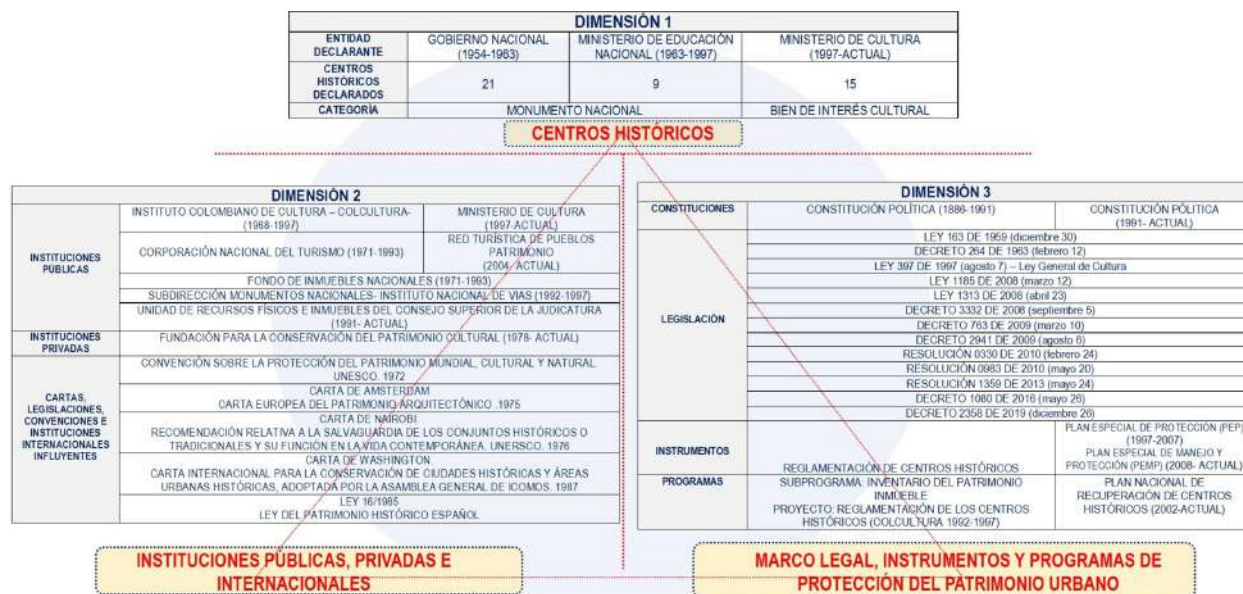 DIMENSIÓN 1
ENTIDAD DECLARANTE
GOBIERNO NACIONAL
(1954-1963)
MINISTERIO DE EDUCACIÓN
NACIONAL (1963-1997)
MINISTERIO DE CULTURA
(1997-ACTUAL)
CENTROS
HISTÓRICOS
DECLARADOS
21
9
15
CATEGORÍA
MONUMENTO NACIONAL
BIEN DE INTERÉS CULTURAL
CENTROS HISTÓRICOS
DIMENSIÓN 2
INSTITUCIONES
PÚBLICAS
INSTITUTO COLOMBIANO DE CULTURA – COLCULTURA-
(1968-1997)
MINISTERIO DE CULTURA
(1997-ACTUAL)
CORPORACIÓN NACIONAL DEL TURISMO (1971-1993)
RED TURÍSTICA DE PUEBLOS
PATRIMONIO
(2004- ACTUAL)
FONDO DE INMUEBLES NACIONALES (1971-1993)
SUBDIRECCIÓN MONUMENTOS NACIONALES- INSTITUTO NACIONAL DE VIAS (1992-1997)
UNIDAD DE RECURSOS FÍSICOS E INMUEBLES DEL CONSEJO SUPERIOR DE LA JUDICATURA
(1991- ACTUAL)
INSTITUCIONES
PRIVADAS
FUNDACIÓN PARA LA CONSERVACIÓN DEL PATRIMONIO CULTURAL (1978- ACTUAL)
CARTAS,
LEGISLACIONES,
CONVENCIONES E
INSTITUCIONES
INTERNACIONALES
INFLUYENTES
CONVENCIÓN SOBRE LA PROTECCIÓN DEL PATRIMONIO MUNDIAL, CULTURAL Y NATURAL.
UNESCO. 1972
CARTA DE AMSTERDAM
CARTA EUROPEA DEL PATRIMONIO ARQUITECTÓNICO. 1975
CARTA DE NAIROBI
RECOMENDACIÓN RELATIVA A LA SALVAGUARDIA DE LOS CONJUNTOS HISTÓRICOS O
TRADICIONALES Y SU FUNCIÓN EN LA VIDA CONTEMPORÁNEA. UNERSCO. 1976
CARTA DE WASHINGTON.
CARTA INTERNACIONAL PARA LA CONSERVACIÓN DE CIUDADES HISTÓRICAS Y ÁREAS
URBANAS HISTÓRICAS, ADOPTADA POR LA ASAMBLEA GENERAL DE ICOMOS. 1987
LEY 16/1985
LEY DEL PATRIMONIO HISTÓRICO ESPAÑOL
INSTITUCIONES PÚBLICAS, PRIVADAS E
INTERNACIONALES
DIMENSIÓN 3
CONSTITUCIONES
CONSTITUCIÓN POLÍTICA (1886-1991)
CONSTITUCIÓN PÓLITICA
(1991- ACTUAL)
LEGISLACIÓN
LEY 163 DE 1959 (diciembre 30)
DECRETO 264 DE 1963 (febrero 12)
LEY 397 DE 1997 (agosto 7) – Ley General de Cultura
LEY 1185 DE 2008 (marzo 12)
LEY 1313 DE 2008 (abril 23)
DECRETO 3332 DE 2008 (septiembre 5)
DECRETO 763 DE 2009 (marzo 10)
DECRETO 2941 DE 2009 (agosto 6)
RESOLUCIÓN 0330 DE 2010 (febrero 24)
RESOLUCIÓN 0983 DE 2010 (mayo 20)
RESOLUCIÓN 1359 DE 2013 (mayo 24)
DECRETO 1080 DE 2016 (mayo 26)
DECRETO 2358 DE 2019 (diciembre 26)
INSTRUMENTOS
REGLAMENTACIÓN DE CENTROS HISTÓRICOS
PLAN ESPECIAL DE PROTECCIÓN (PEP)
(1997-2007)
PLAN ESPECIAL DE MANEJO Y
PROTECCIÓN (PEMP) (2008- ACTUAL)
PROGRAMAS
SUBPROGRAMA: INVENTARIO DEL PATRIMONIO
INMUEBLE
PROYECTO: REGLAMENTACIÓN DE LOS CENTROS
HISTÓRICOS (COLCULTURA 1992-1997)
PLAN NACIONAL DE
RECUPERACIÓN DE CENTROS
HISTÓRICOS (2002-ACTUAL)
MARCO LEGAL, INSTRUMENTOS Y PROGRAMAS DE
PROTECCIÓN DEL PATRIMONIO URBANO